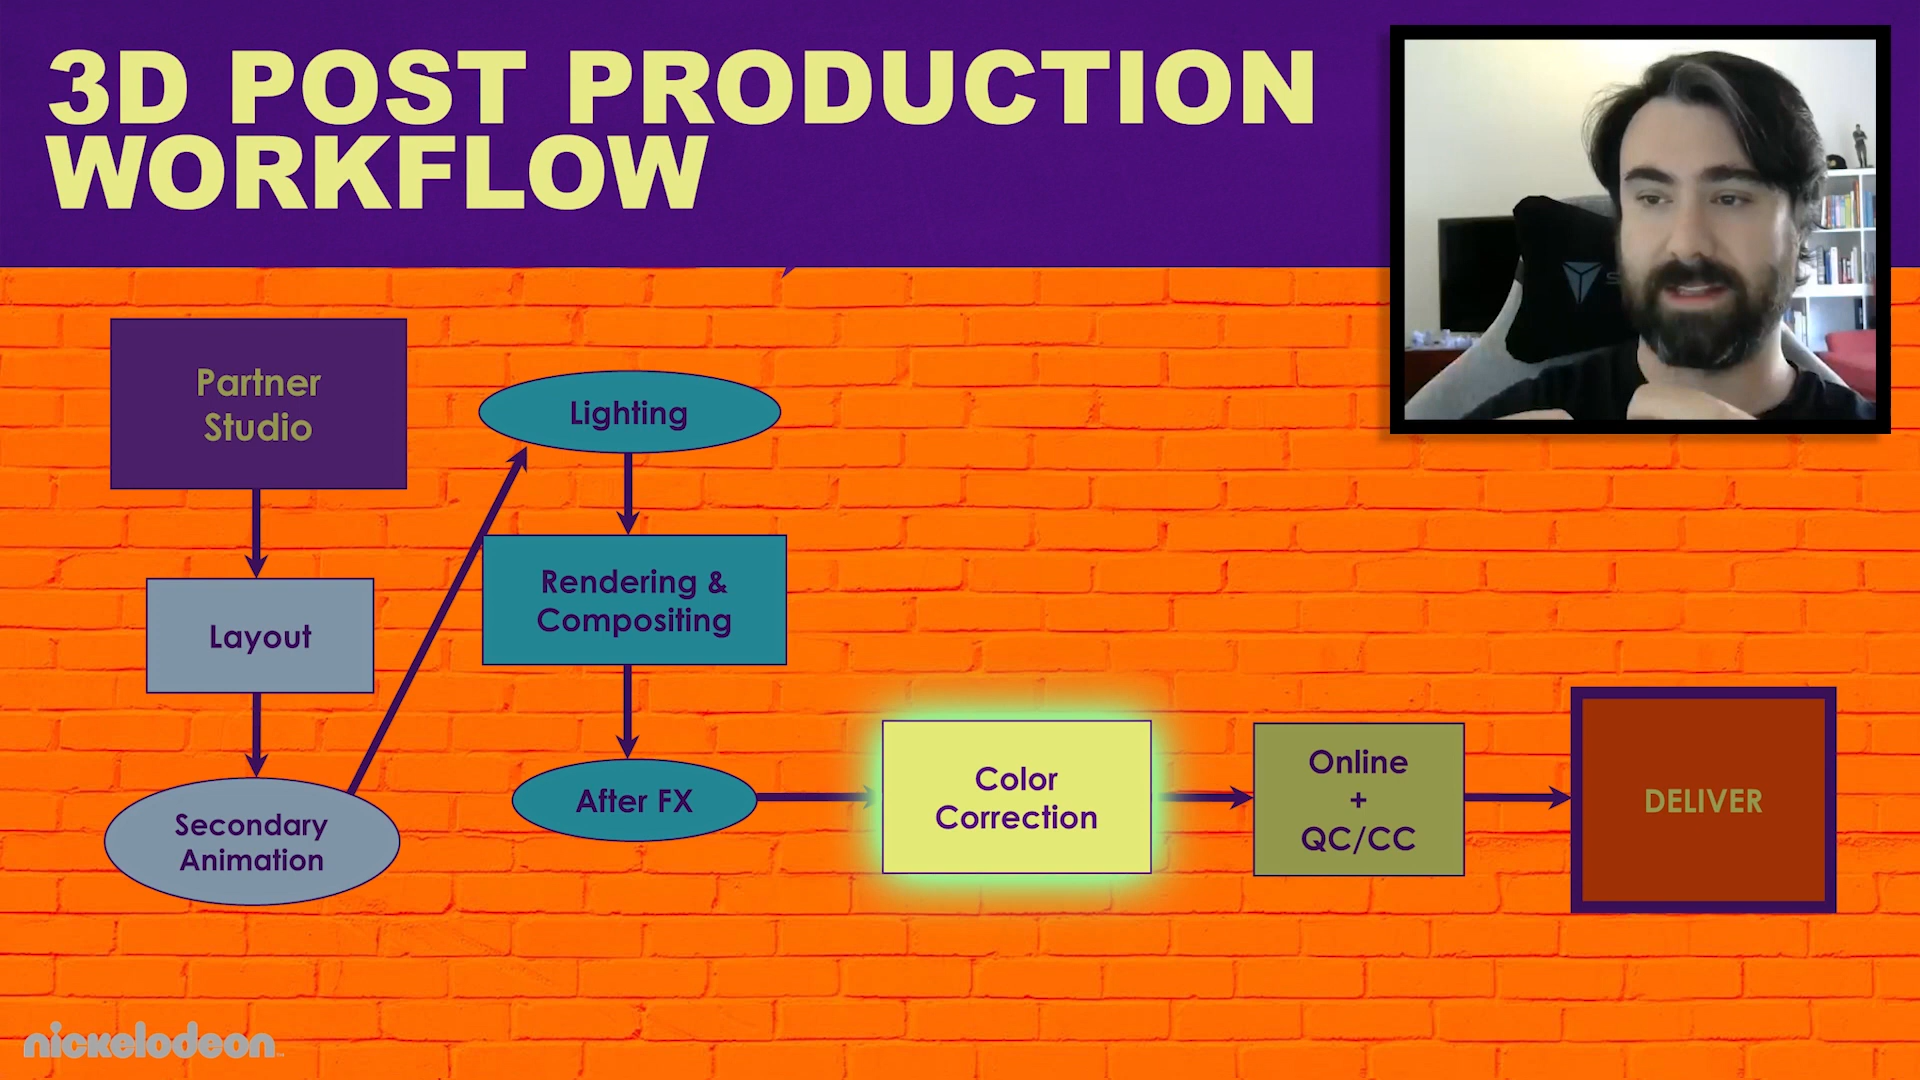 3D POST PRODUCTION
WORKFLOW
Partner
Studio
Layout
Secondary
Animation
Lighting
Rendering &
Compositing
After FX
Color
Correction
Online
+
QC/CC
DELIVER
nickelodeon